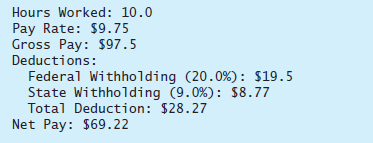 Hours Worked: 10.0
Pay Rate: $9.75
Gross Pay: $97.5
Deductions:
Federal Withholding (20.0%): $19.5
State Withholding (9.0%): $8.77
Total Deduction: $28.27
Net Pay: $69.22